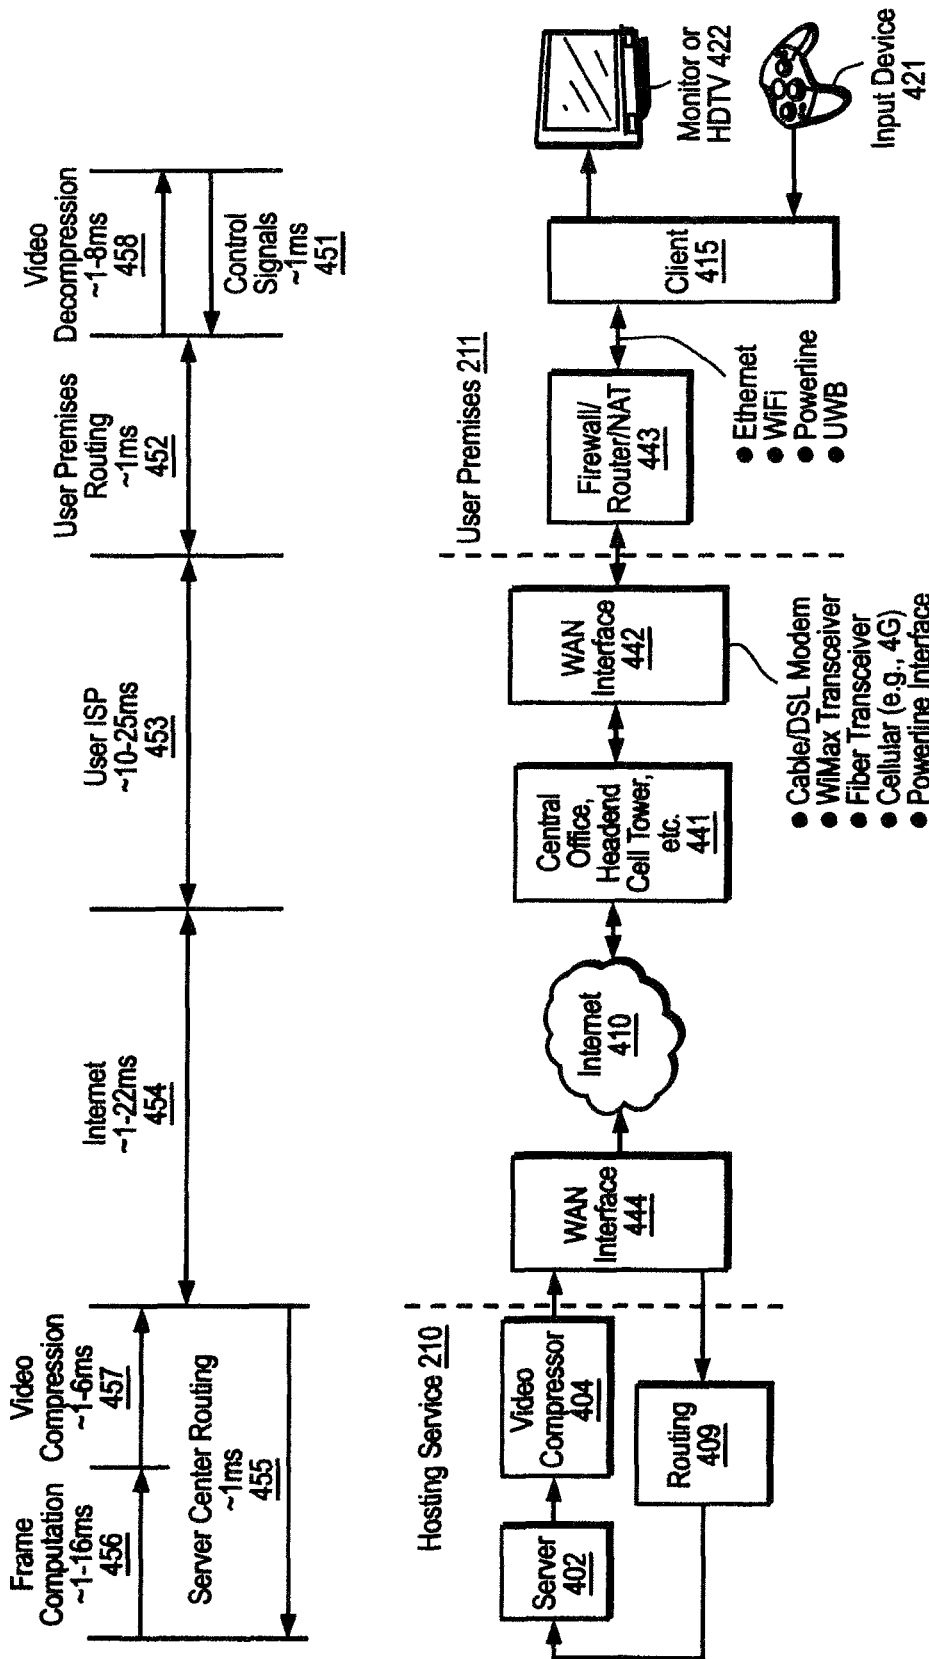 Frame
Computation
~1-16ms
456
Video
Compression
~1-6ms
457
Server Center Routing
~1ms
455
Internet
~1-22ms
454
User ISP
~10-25ms
453
User Premises
Routing
~1ms
452
Video
Decompression
~1-8ms
458
Control
Signals
~1ms
451
Hosting Service 210
Server
402
Video
Compressor
404
Routing
409
WAN
Interface
444
Internet
410
Central
Office,
Headend
Cell Tower,
etc.
441
WAN
Interface
442
● Cable/DSL Modem
● WiMax Transceiver
● Fiber Transceiver
● Cellular (e.g., 4G)
● Powerline Interface
User Premises 211
Firewall/
Router/NAT
443
● Ethernet
● WiFi
● Powerline
● UWB
Client
415
Monitor or
HDTV 422
Input Device
421